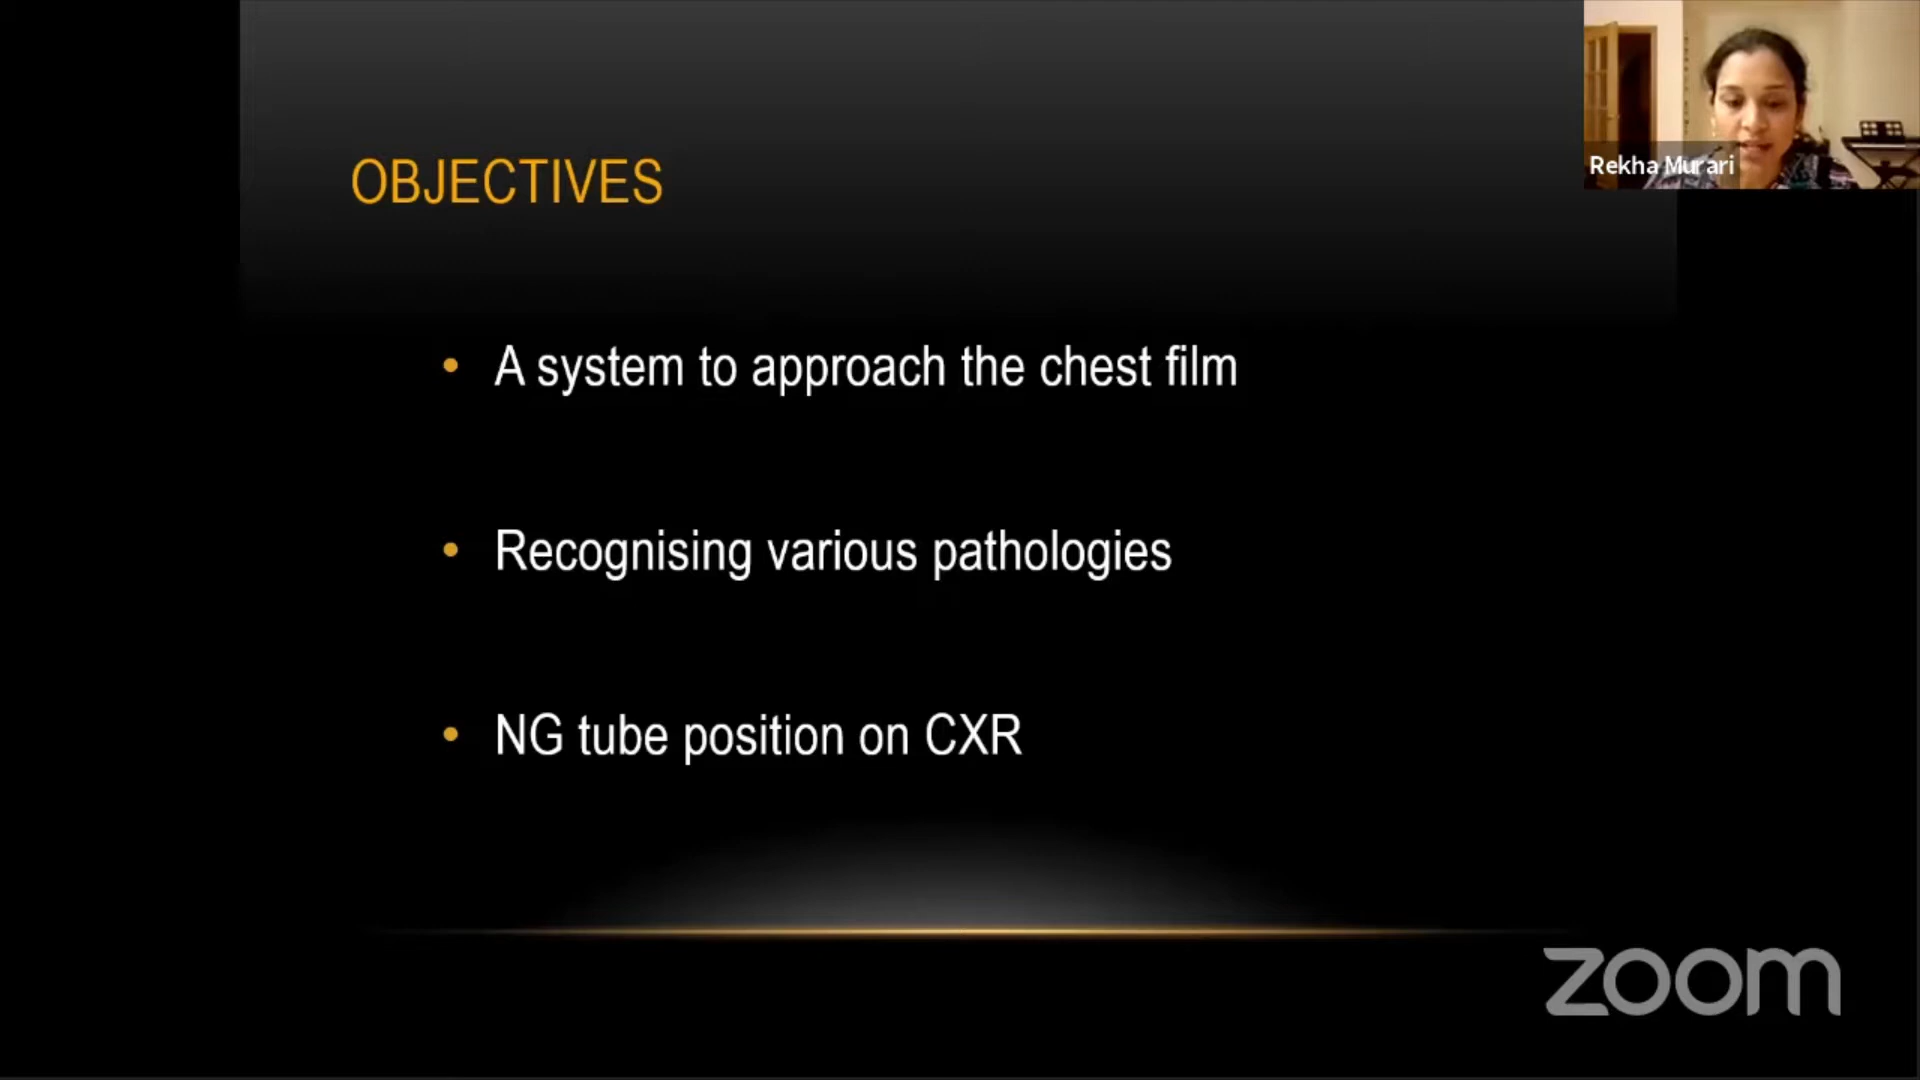 OBJECTIVES
Rekha Murari
• A system to approach the chest film
• Recognising various pathologies
• NG tube position on CXR
zoom